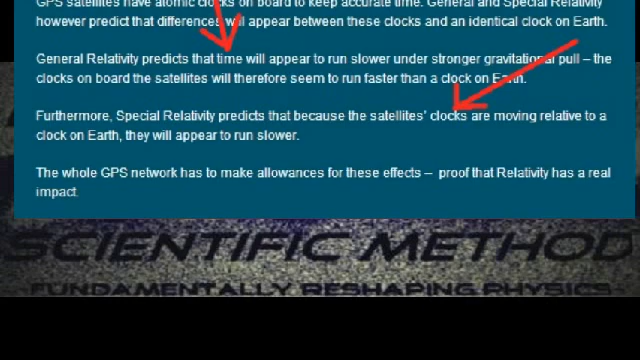 GPS satellites have atomic clocks on board to keep accurate time. General and Special Relativity
however predict that differences will appear between these clocks and an identical clock on Earth.
General Relativity predicts that time will appear to run slower under stronger gravitational pull – the
clocks on board the satellites will therefore seem to run faster than a clock on Earth.
Furthermore, Special Relativity predicts that because the satellites' clocks are moving relative to a
clock on Earth, they will appear to run slower.
The whole GPS network has to make allowances for these effects – proof that Relativity has a real
impact.
SCIENTIFIC METHOD
-FUNDAMENTALLY RESHAPING PHYSICS-